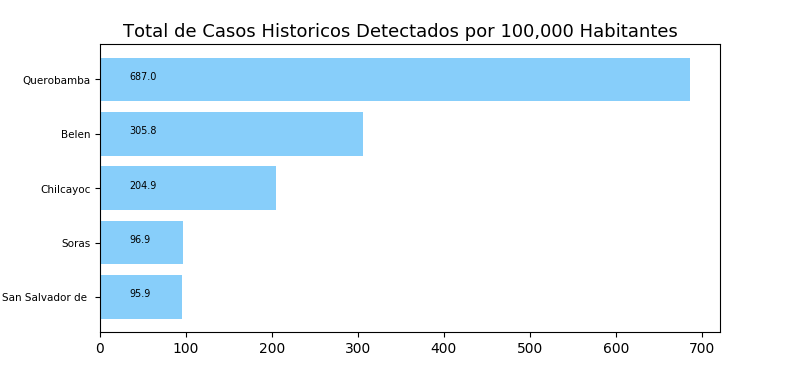 Total de Casos Historicos Detectados por 100,000 Habitantes
Querobamba 687.0
Belen 305.8
Chilcayoc 204.9
Soras 96.9
San Salvador de 95.9
0 100 200 300 400 500 600 700